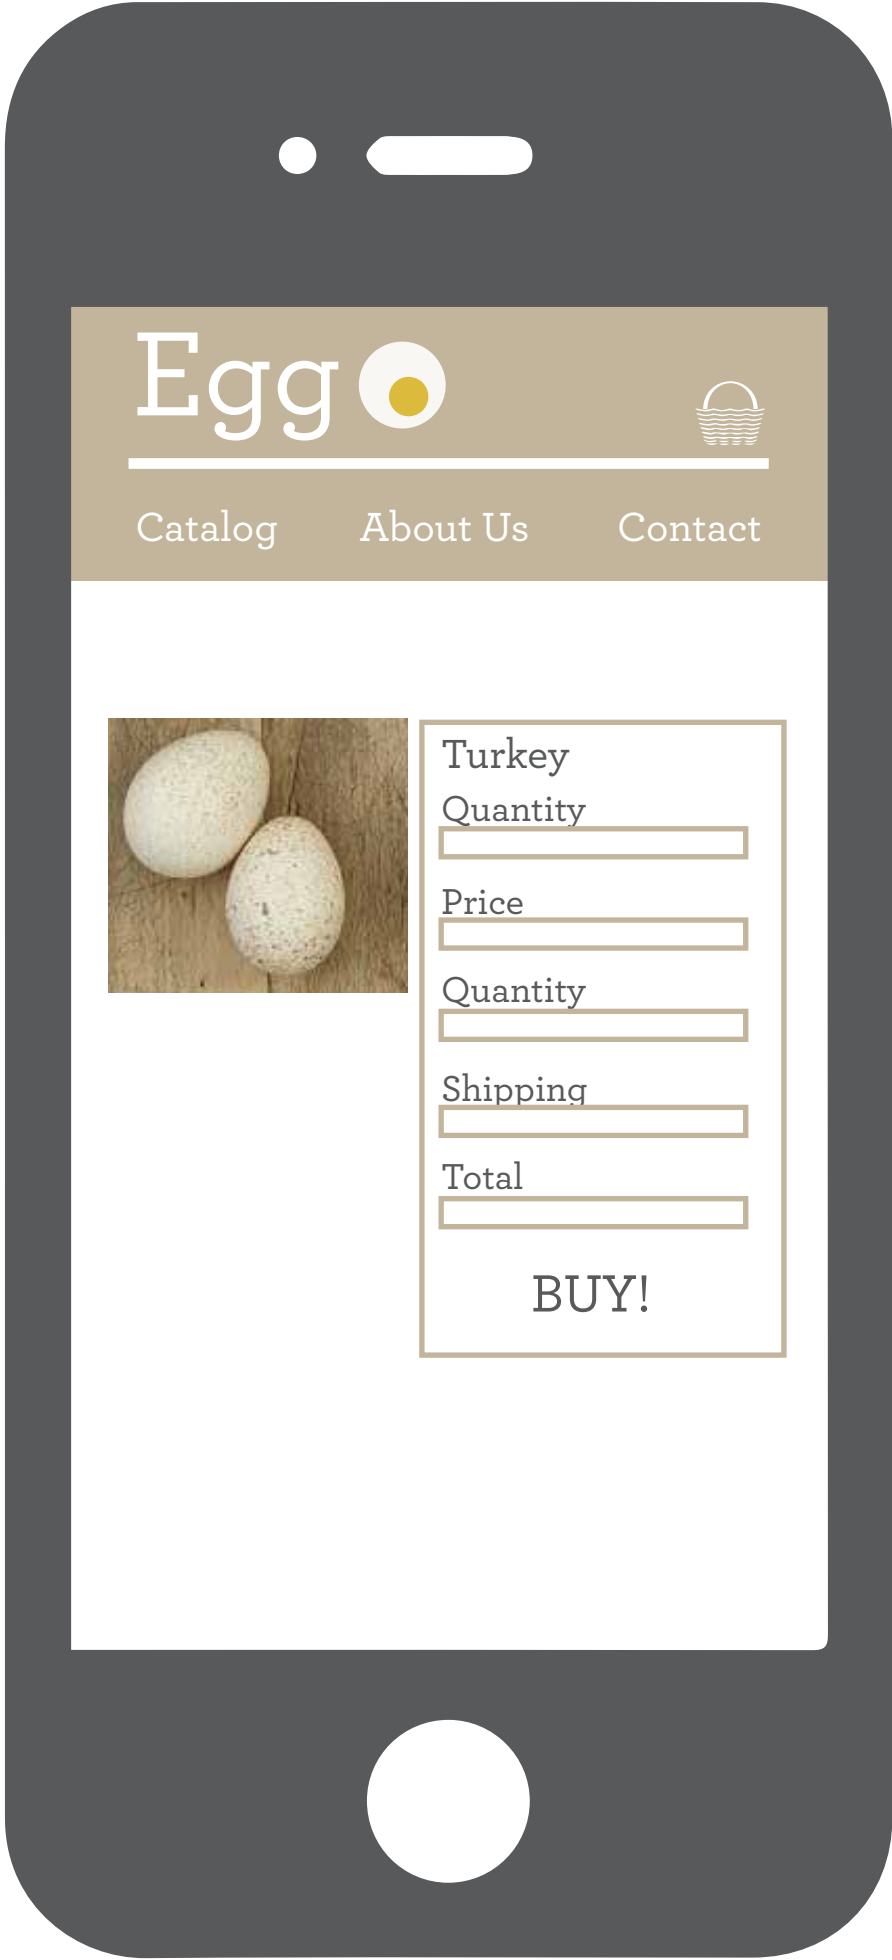 Egg
Catalog About Us Contact
Turkey
Quantity
Price
Quantity
Shipping
Total
BUY!